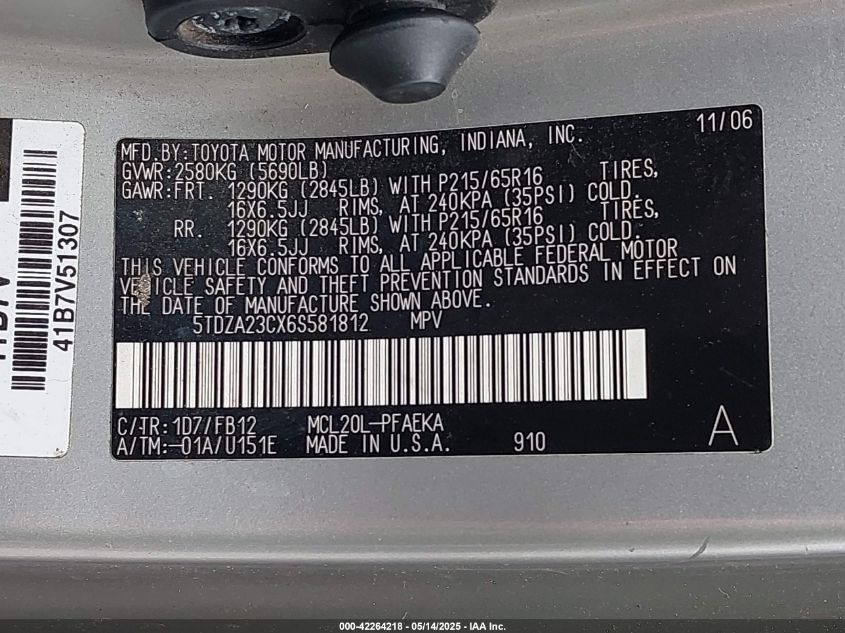 11/06
MFD.BY:TOYOTA MOTOR MANUFACTURING, INDIANA, INC.
GVWR:2580KG (5690LB)
GAWR:FRT. 1290KG (2845LB) WITH P215/65R16 TIRES,
16X6.5JJ RIMS, AT 240KPA (35PSI) COLD.
RR. 1290KG (2845LB) WITH P215/65R16 TIRES,
16X6.5JJ RIMS, AT 240KPA (35PSI) COLD.
THIS VEHICLE CONFORMS TO ALL APPLICABLE FEDERAL MOTOR
VEHICLE SAFETY AND THEFT PREVENTION STANDARDS IN EFFECT ON
THE DATE OF MANUFACTURE SHOWN ABOVE.
5TDZA23CX6S581812 MPV
C/TR:1D7/FB12 MCL20L-PFAEKA
A/TM:-01A/U151E MADE IN U.S.A. 910
A
41B7V51307
000-42264218 - 05/14/2025 - IAA Inc.